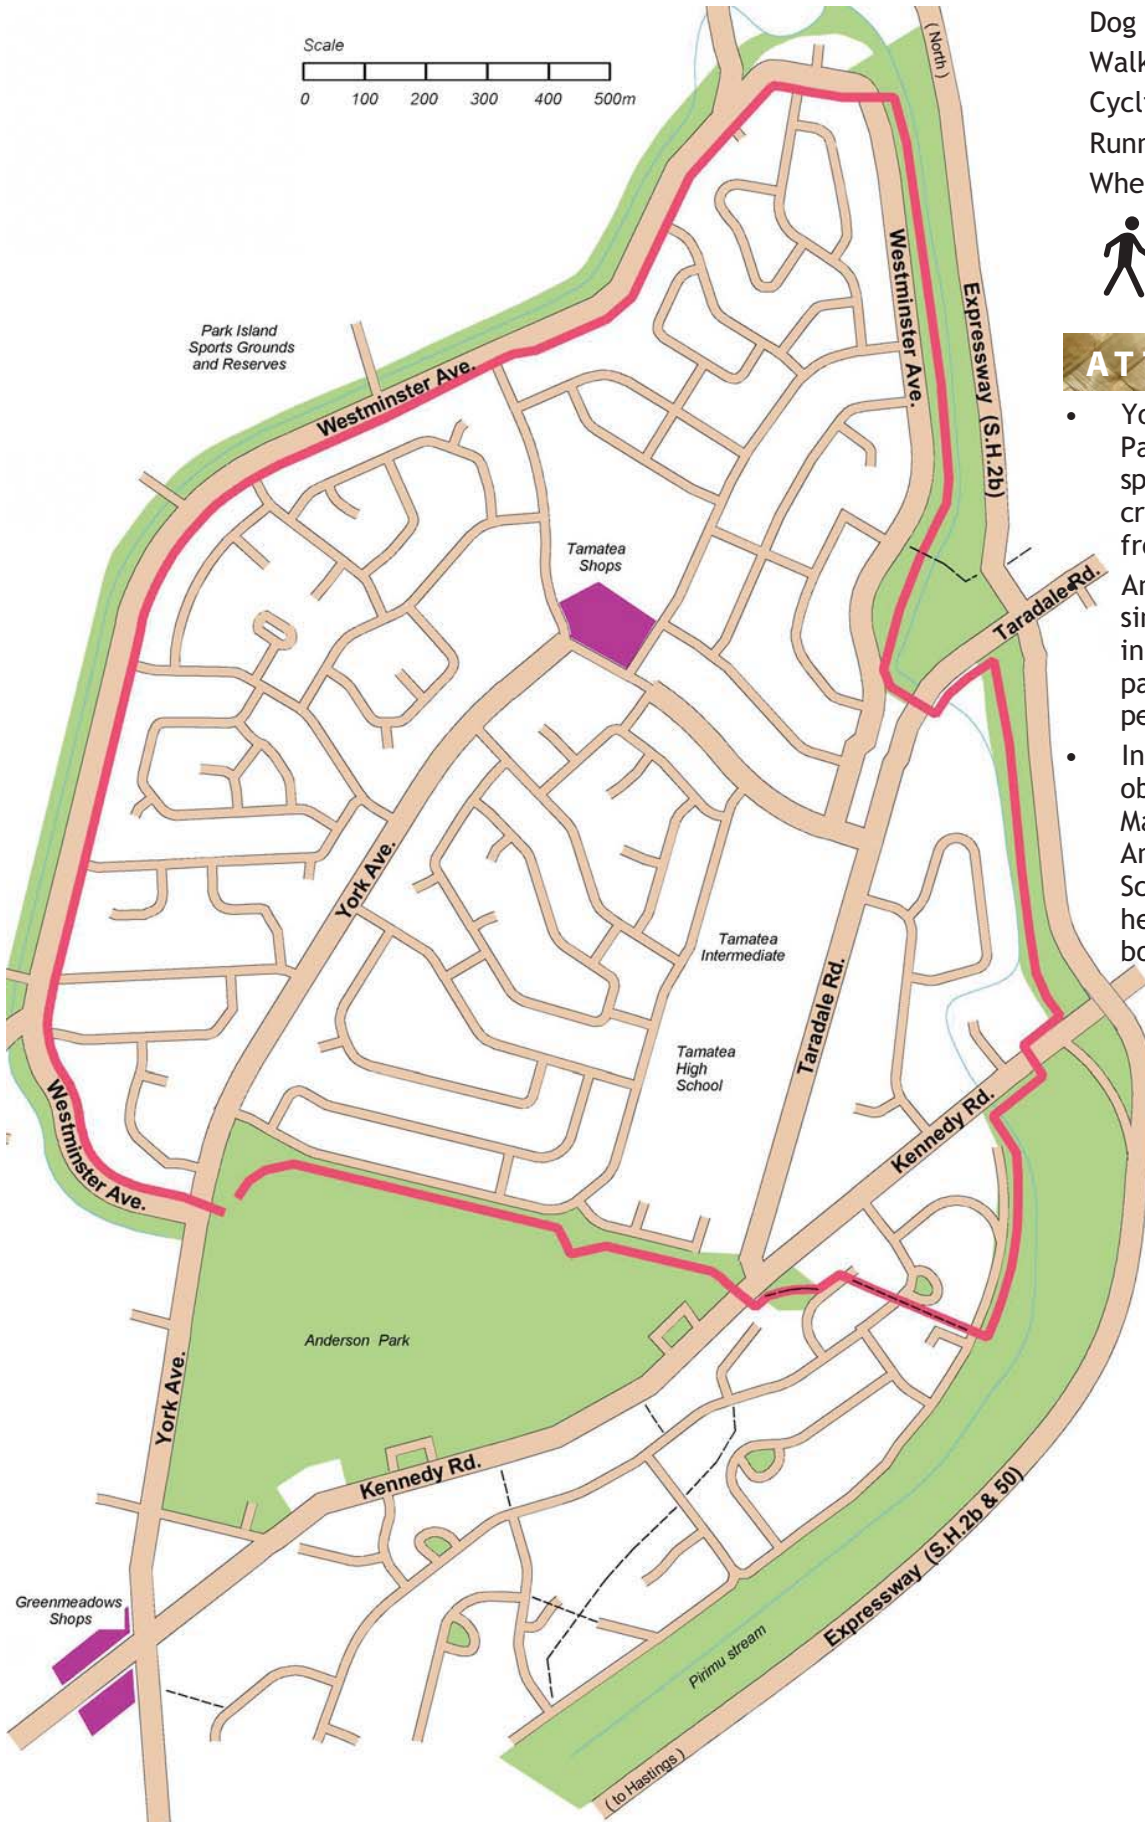 Scale
0 100 200 300 400 500m
( North )
Dog
Walk
Cycl
Runn
Whe
Westminster Ave.
Expressway (S.H.2b)
Park Island
Sports Grounds
and Reserves
Westminster Ave.
AT
• Yo
Pa
sp
cr
fro
Ar
sin
in
pa
pe
• In
ob
Ma
Ar
Sc
he
bo
Tamatea
Shops
Taradale Rd.
York Ave.
Tamatea
Intermediate
Taradale Rd.
Tamatea
High
School
Westminster Ave.
Kennedy Rd.
Anderson Park
York Ave.
Kennedy Rd.
Expressway (S.H.2b & 50)
Greenmeadows
Shops
Pirimu stream
( to Hastings )